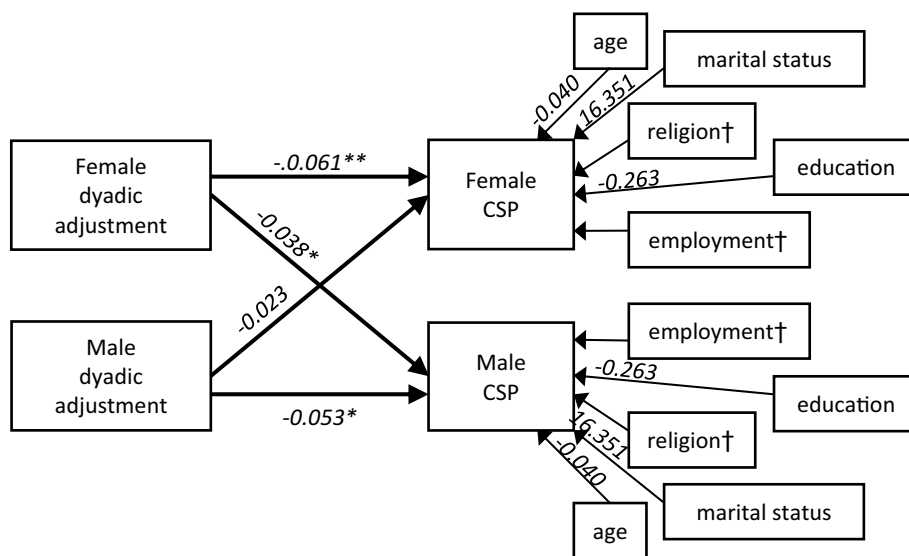 age
marital status
-0.040
16.351
religion†
Female
dyadic
adjustment
-.0.061**
Female
CSP
-0.263
education
-0.038*
employment†
-0.023
employment†
Male
dyadic
adjustment
Male
CSP
-0.263
education
-0.053*
16.351
religion†
-0.040
marital status
age